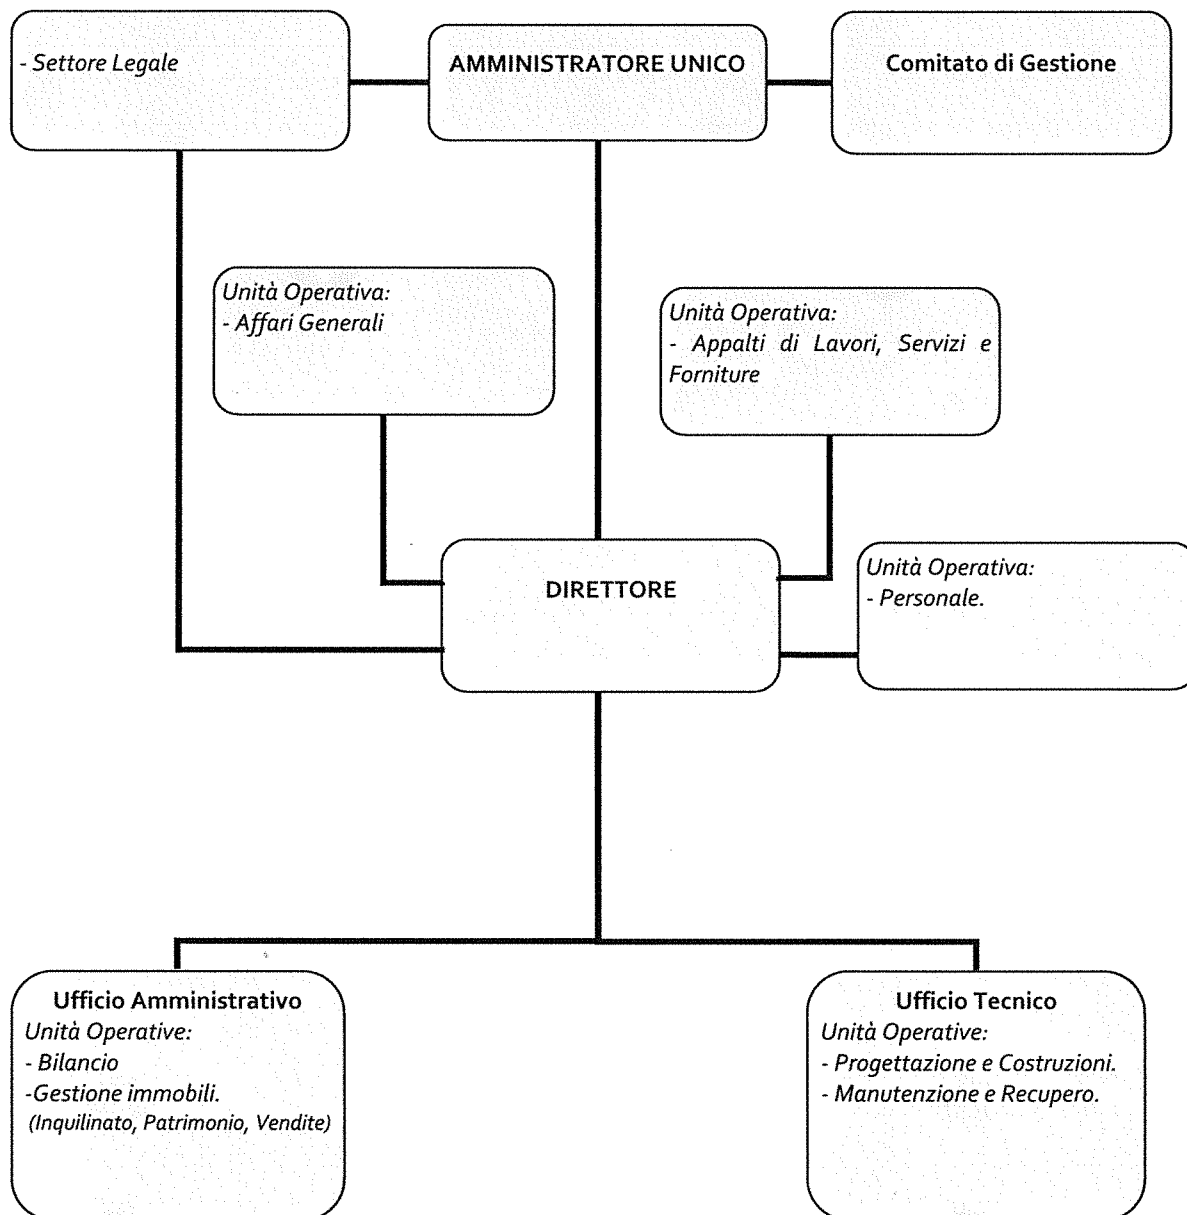 - Settore Legale
AMMINISTRATORE UNICO
Comitato di Gestione
Unità Operativa:
- Affari Generali
Unità Operativa:
- Appalti di Lavori, Servizi e
Forniture
DIRETTORE
Unità Operativa:
- Personale.
Ufficio Amministrativo
Unità Operative:
- Bilancio
-Gestione immobili.
(Inquilinato, Patrimonio, Vendite)
Ufficio Tecnico
Unità Operative:
- Progettazione e Costruzioni.
- Manutenzione e Recupero.